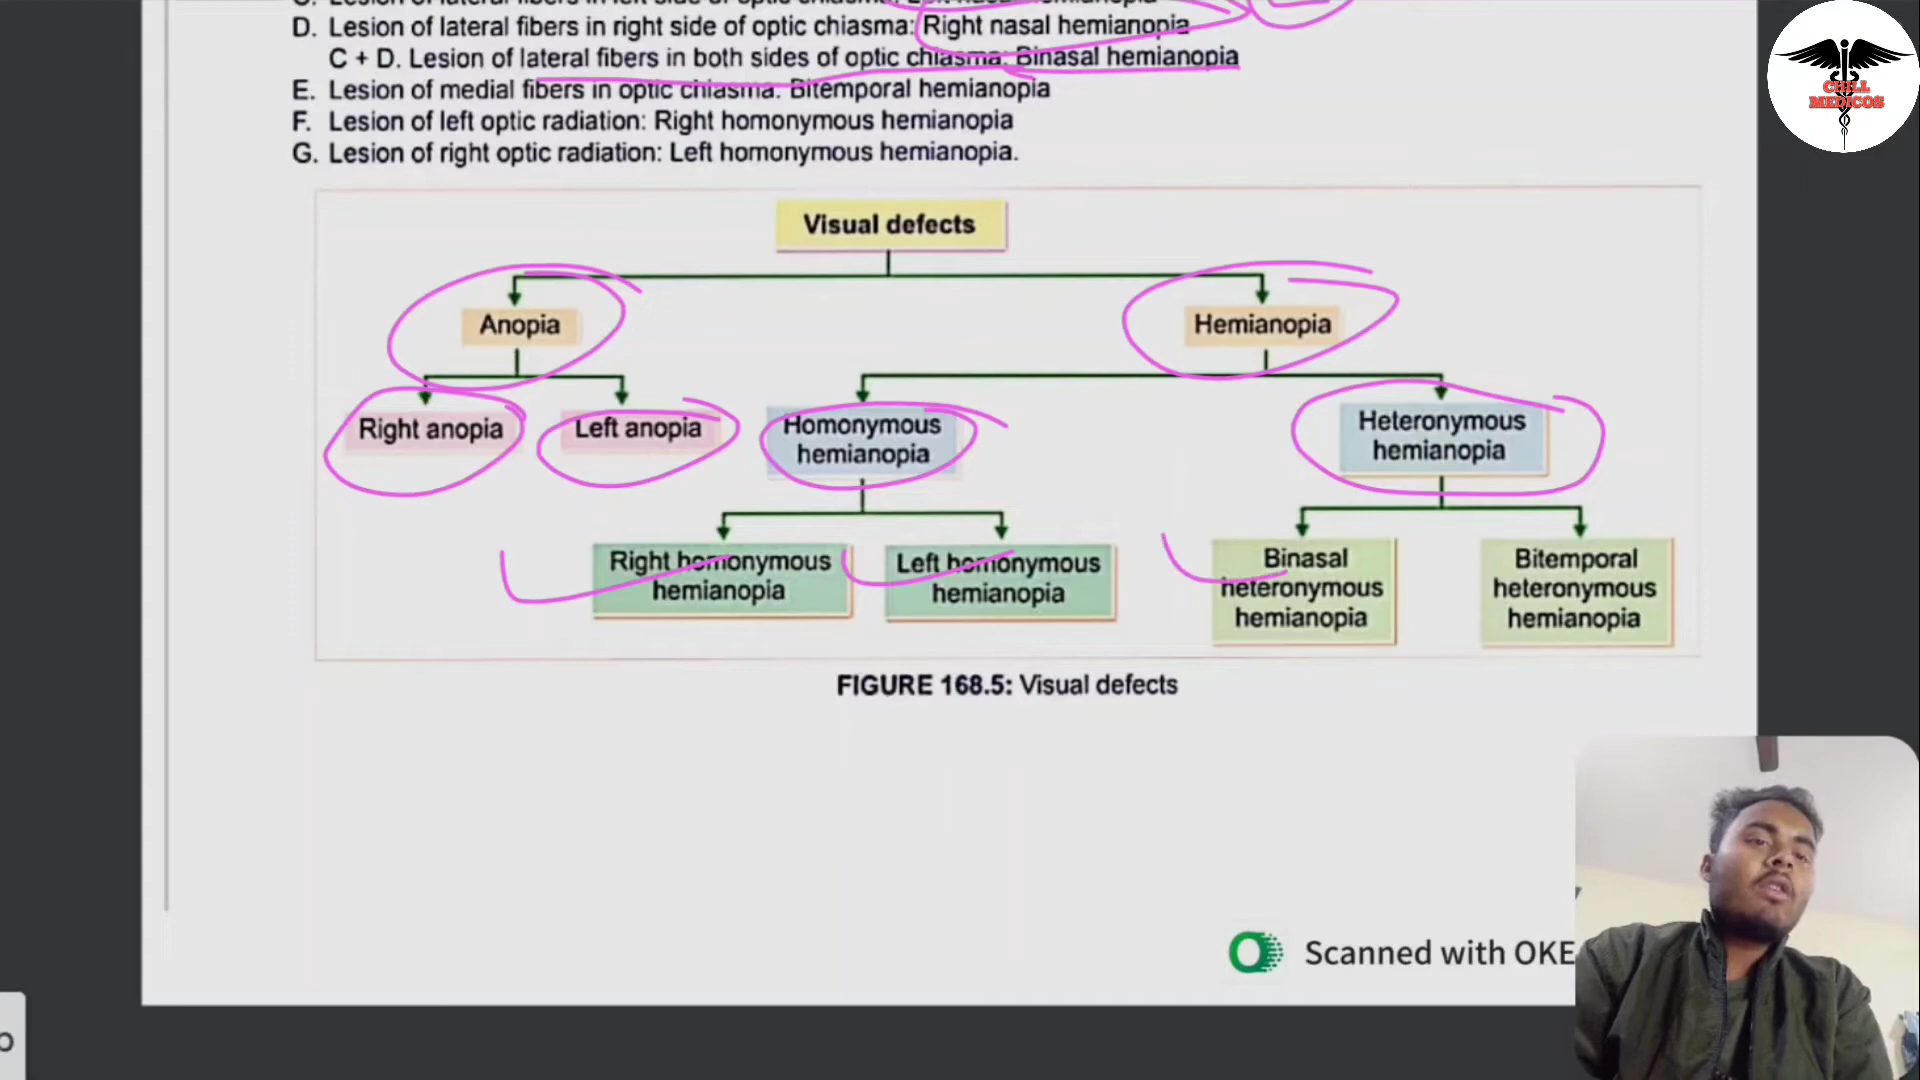 D. Lesion of lateral fibers in right side of optic chiasma: Right nasal hemianopia
C + D. Lesion of lateral fibers in both sides of optic chiasma: Binasal hemianopia
E. Lesion of medial fibers in optic chiasma: Bitemporal hemianopia
F. Lesion of left optic radiation: Right homonymous hemianopia
G. Lesion of right optic radiation: Left homonymous hemianopia.
CHILL
MEDICOS
Visual defects
Anopia
Hemianopia
Right anopia
Left anopia
Homonymous
hemianopia
Heteronymous
hemianopia
Right homonymous
hemianopia
Left homonymous
hemianopia
Binasal
heteronymous
hemianopia
Bitemporal
heteronymous
hemianopia
FIGURE 168.5: Visual defects
Scanned with OKE